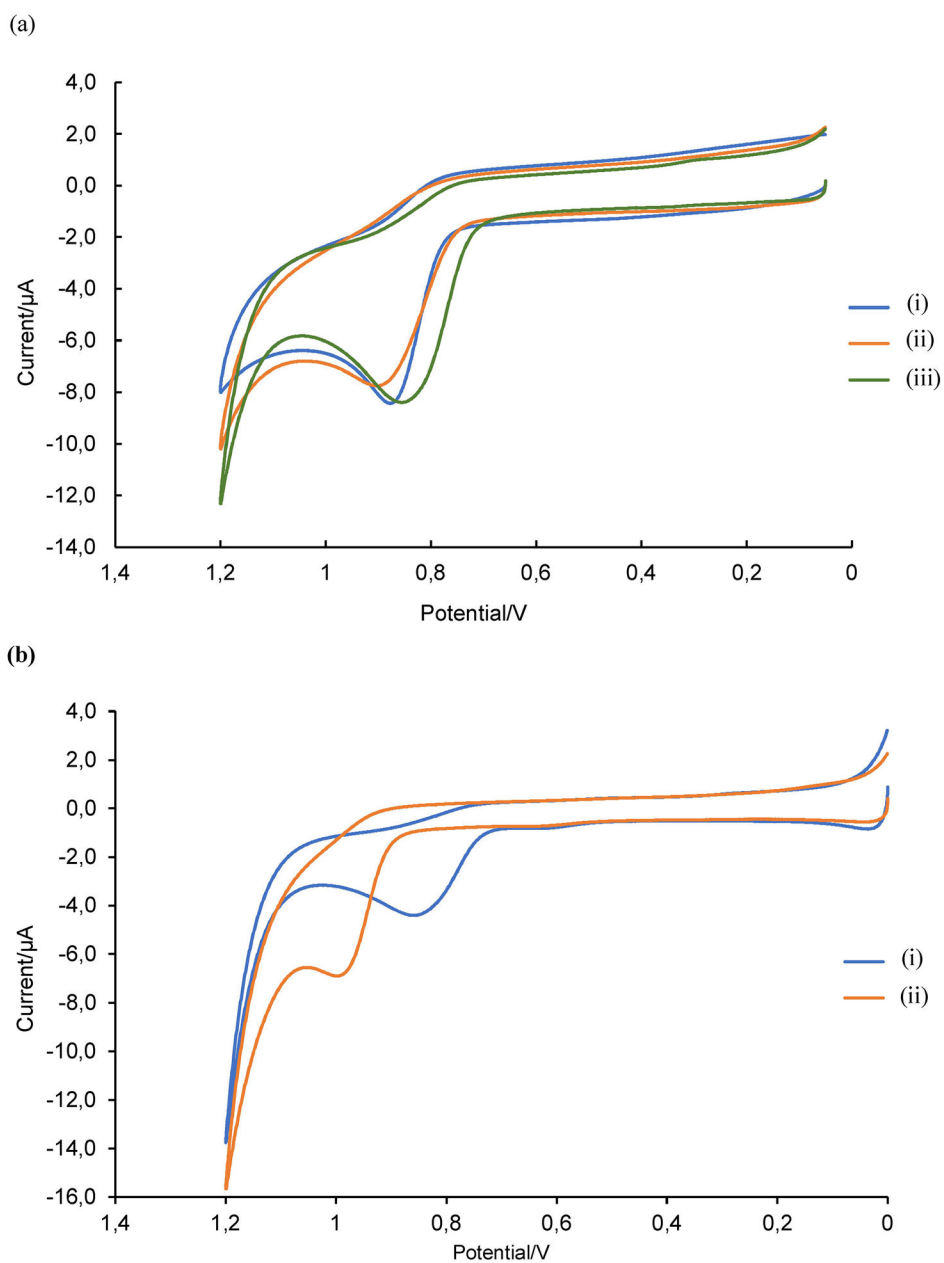 (a)
4,0
2,0
0,0
-2,0
-4,0
-6,0
-8,0
-10,0
-12,0
-14,0
Current/µA
1,4 1,2 1 0,8 0,6 0,4 0,2 0
Potential/V
(i)
(ii)
(iii)
(b)
4,0
2,0
0,0
-2,0
-4,0
-6,0
-8,0
-10,0
-12,0
-14,0
-16,0
Current/µA
1,4 1,2 1 0,8 0,6 0,4 0,2 0
Potential/V
(i)
(ii)